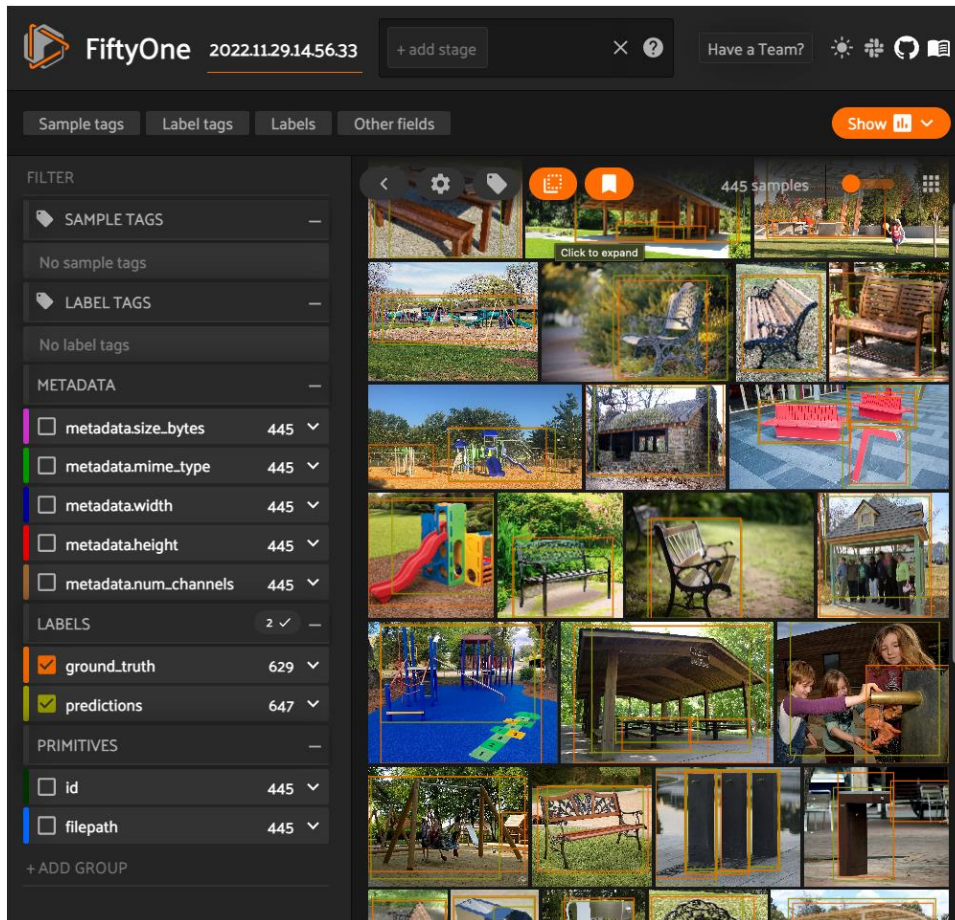 FiftyOne
2022.11.29.14.56.33
+ add stage
Have a Team?
Sample tags
Label tags
Labels
Other fields
Show
FILTER
SAMPLE TAGS
No sample tags
LABEL TAGS
No label tags
METADATA
metadata.size_bytes 445
metadata.mime_type 445
metadata.width 445
metadata.height 445
metadata.num_channels 445
LABELS 2
ground_truth 629
predictions 647
PRIMITIVES
id 445
filepath 445
+ ADD GROUP
445 samples
Click to expand